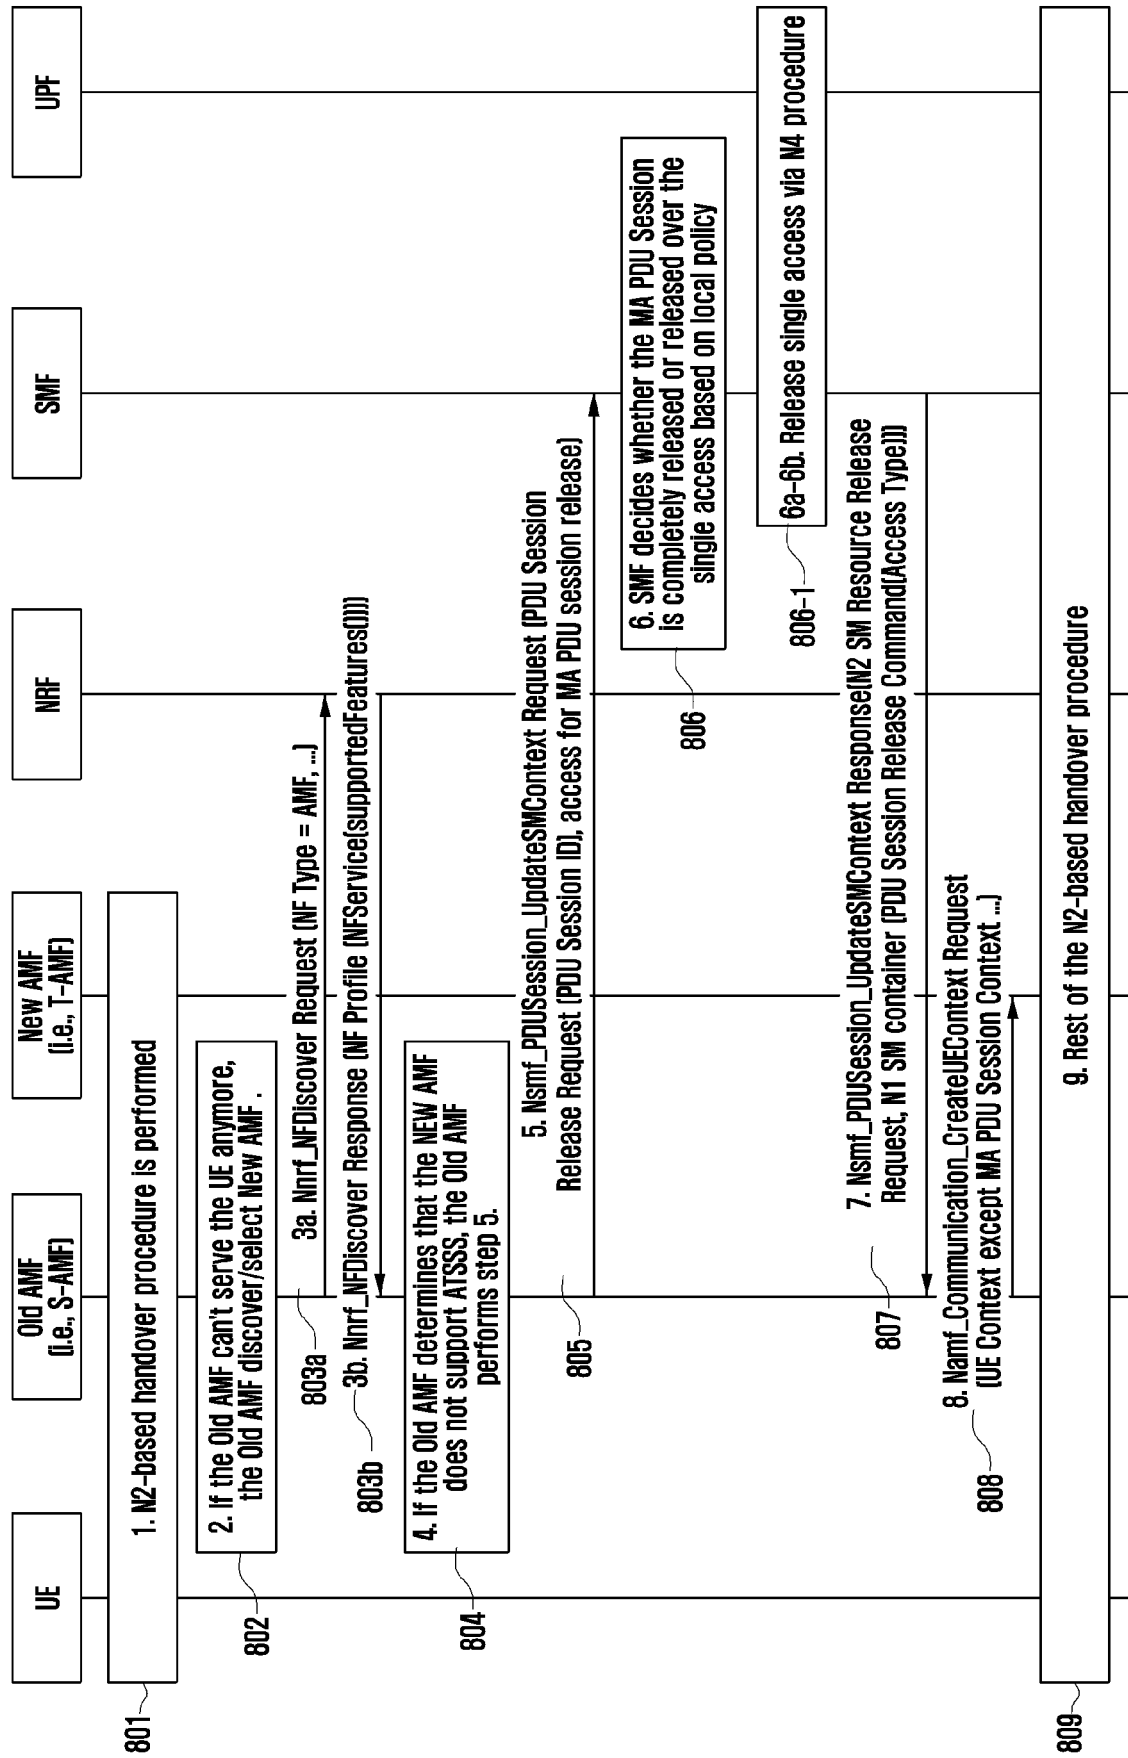 UE
Old AMF
(i.e., S-AMF)
New AMF
(i.e., T-AMF)
NRF
SMF
UPF
801
1. N2-based handover procedure is performed
802
2. If the Old AMF can't serve the UE anymore,
the Old AMF discover/select New AMF .
803a
3a. Nnrf_NFDiscover Request (NF Type = AMF, ...)
803b
3b. Nnrf_NFDiscover Response (NF Profile (NFService(supportedFeatures())))
804
4. If the Old AMF determines that the NEW AMF
does not support ATSSS, the Old AMF
performs step 5.
805
5. Nsmf_PDUSession_UpdateSMContext Request (PDU Session
Release Request (PDU Session ID), access for MA PDU session release)
806
6. SMF decides whether the MA PDU Session
is completely released or released over the
single access based on local policy
806-1
6a-6b. Release single access via N4 procedure
807
7. Nsmf_PDUSession_UpdateSMContext Response(N2 SM Resource Release
Request, N1 SM container (PDU Session Release Command(Access Type)))
808
8. Namf_Communication_CreateUEContext Request
(UE Context except MA PDU Session Context ...)
809
9. Rest of the N2-based handover procedure